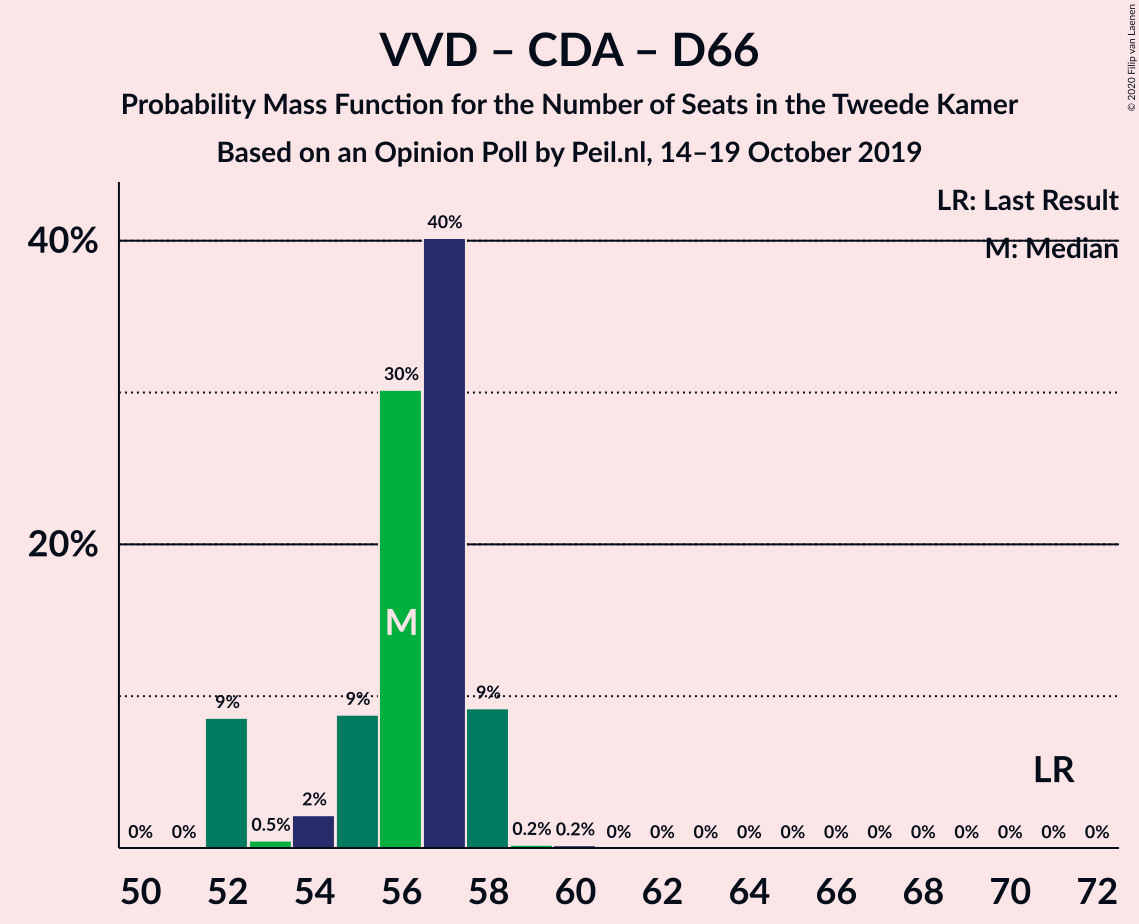 VVD – CDA – D66
Probability Mass Function for the Number of Seats in the Tweede Kamer
Based on an Opinion Poll by Peil.nl, 14–19 October 2019
© 2020 Filip van Laenen
LR: Last Result
M: Median
40%
20%
0% 0% 9% 0.5% 2% 9% 30% 40% 9% 0.2% 0.2% 0% 0% 0% 0% 0% 0% 0% 0% 0% 0% 0% 0%
M
LR
50 52 54 56 58 60 62 64 66 68 70 72